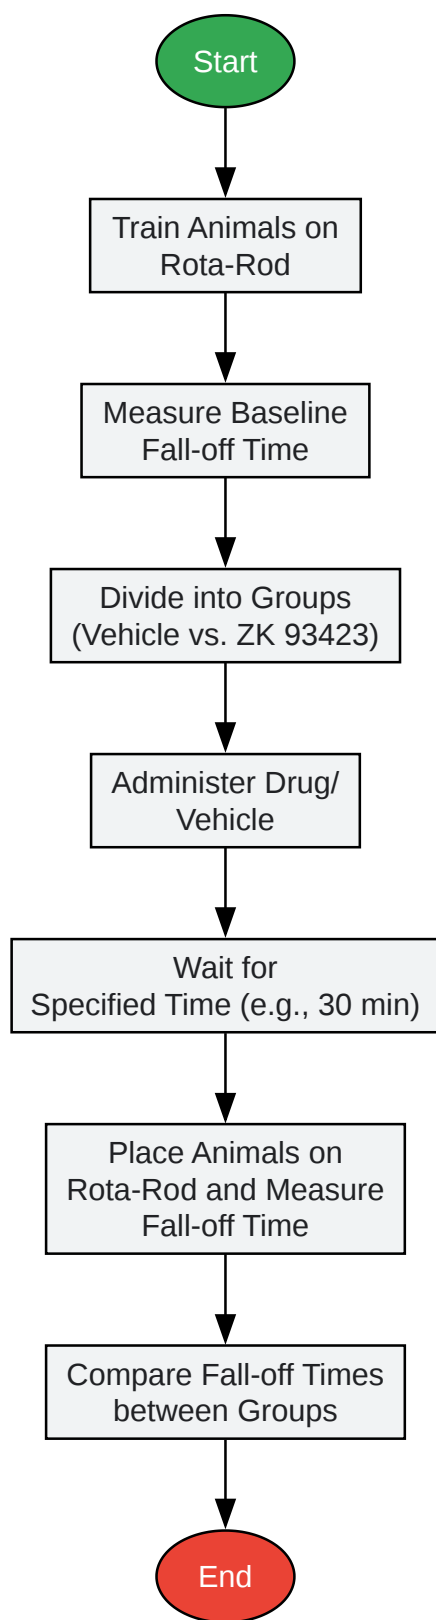 Start
Train Animals on
Rota-Rod
Measure Baseline
Fall-off Time
Divide into Groups
(Vehicle vs. ZK 93423)
Administer Drug/
Vehicle
Wait for
Specified Time (e.g., 30 min)
Place Animals on
Rota-Rod and Measure
Fall-off Time
Compare Fall-off Times
between Groups
End